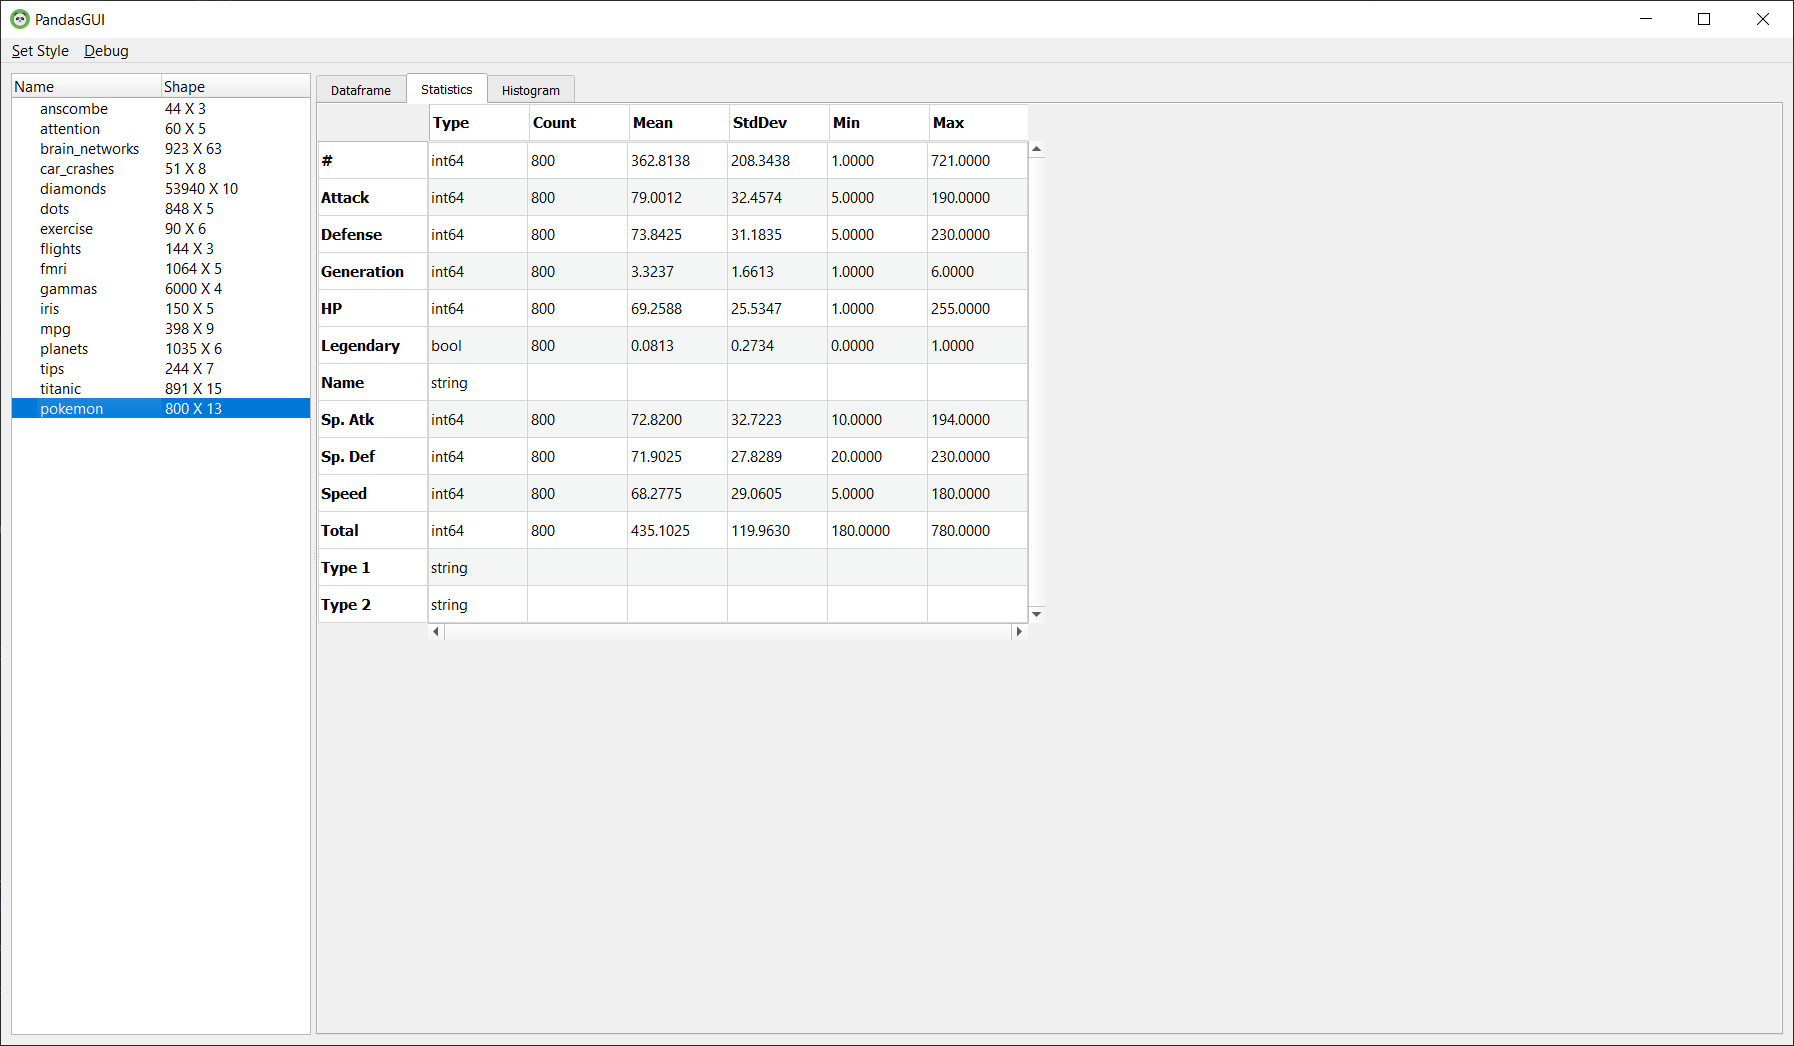 PandasGUI
Set Style Debug
Name Shape
anscombe 44 X 3
attention 60 X 5
brain_networks 923 X 63
car_crashes 51 X 8
diamonds 53940 X 10
dots 848 X 5
exercise 90 X 6
flights 144 X 3
fmri 1064 X 5
gammas 6000 X 4
iris 150 X 5
mpg 398 X 9
planets 1035 X 6
tips 244 X 7
titanic 891 X 15
pokemon 800 X 13
Dataframe Statistics Histogram
Type Count Mean StdDev Min Max
# int64 800 362.8138 208.3438 1.0000 721.0000
Attack int64 800 79.0012 32.4574 5.0000 190.0000
Defense int64 800 73.8425 31.1835 5.0000 230.0000
Generation int64 800 3.3237 1.6613 1.0000 6.0000
HP int64 800 69.2588 25.5347 1.0000 255.0000
Legendary bool 800 0.0813 0.2734 0.0000 1.0000
Name string
Sp. Atk int64 800 72.8200 32.7223 10.0000 194.0000
Sp. Def int64 800 71.9025 27.8289 20.0000 230.0000
Speed int64 800 68.2775 29.0605 5.0000 180.0000
Total int64 800 435.1025 119.9630 180.0000 780.0000
Type 1 string
Type 2 string